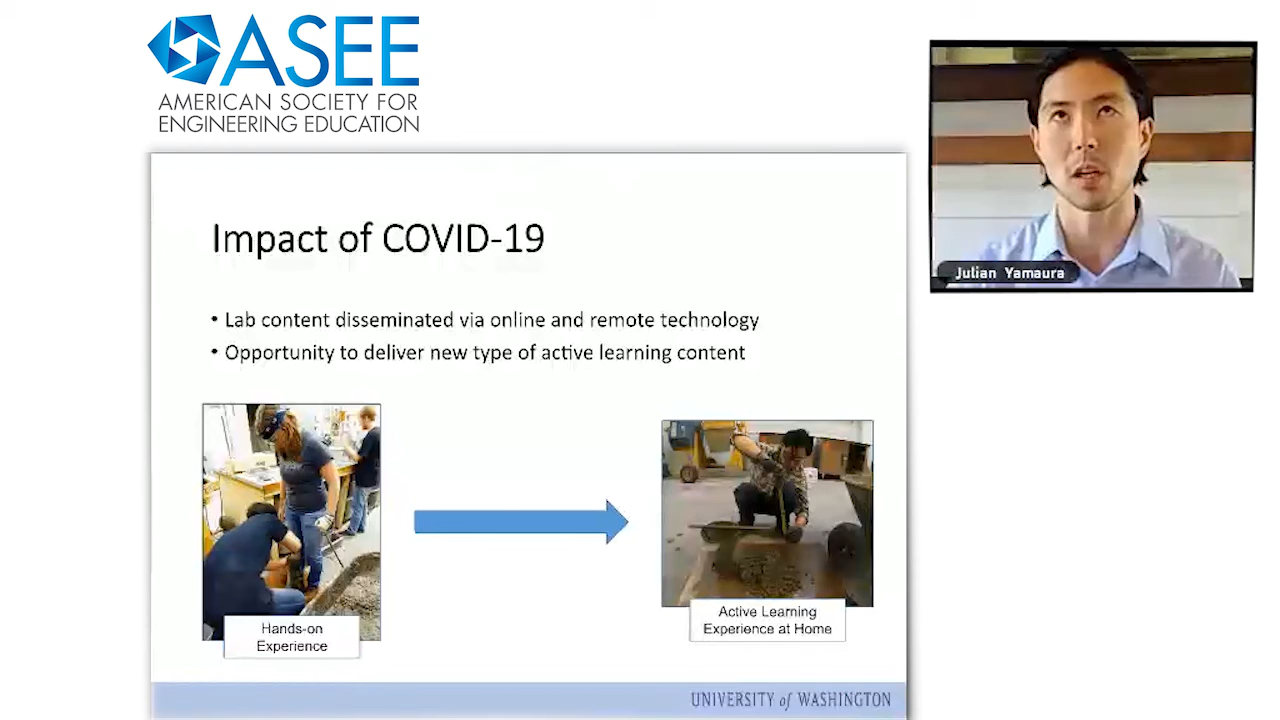 ASEE
AMERICAN SOCIETY FOR
ENGINEERING EDUCATION
Julian Yamaura
Impact of COVID-19
• Lab content disseminated via online and remote technology
• Opportunity to deliver new type of active learning content
Hands-on
Experience
Active Learning
Experience at Home
UNIVERSITY of WASHINGTON